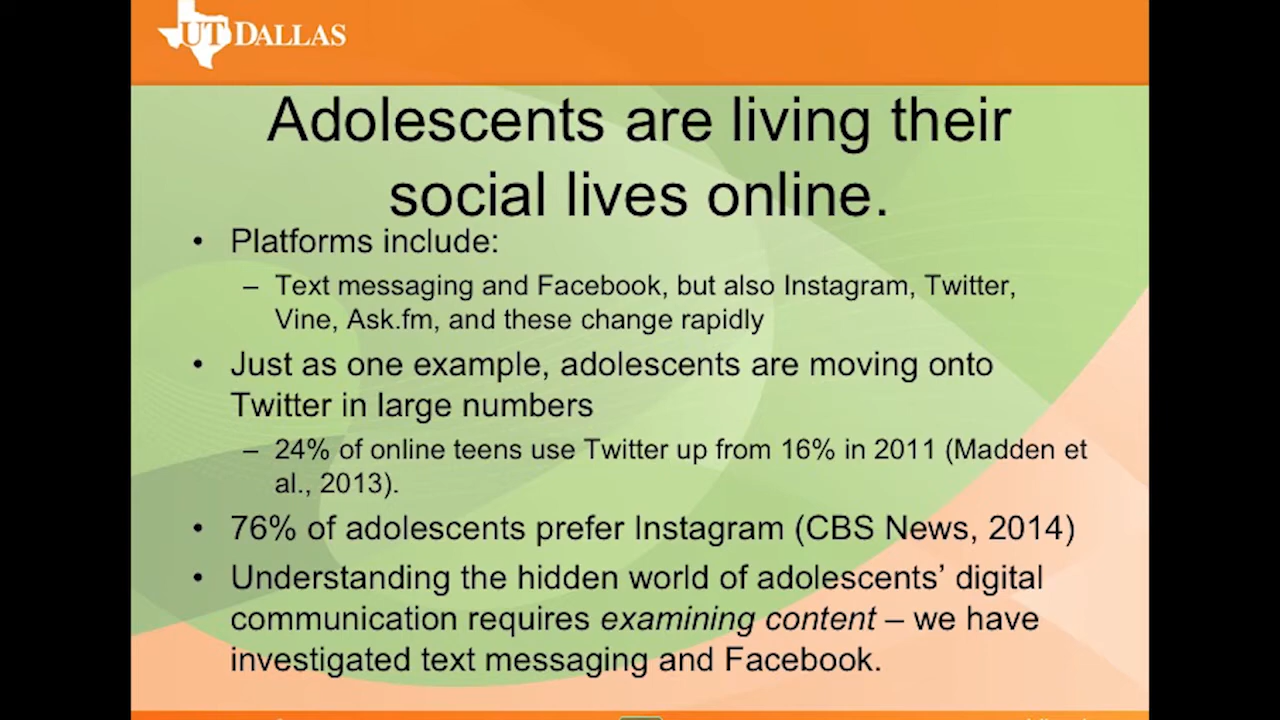 UT DALLAS
Adolescents are living their
social lives online.
• Platforms include:
– Text messaging and Facebook, but also Instagram, Twitter,
Vine, Ask.fm, and these change rapidly
• Just as one example, adolescents are moving onto
Twitter in large numbers
– 24% of online teens use Twitter up from 16% in 2011 (Madden et
al., 2013).
• 76% of adolescents prefer Instagram (CBS News, 2014)
• Understanding the hidden world of adolescents’ digital
communication requires examining content – we have
investigated text messaging and Facebook.